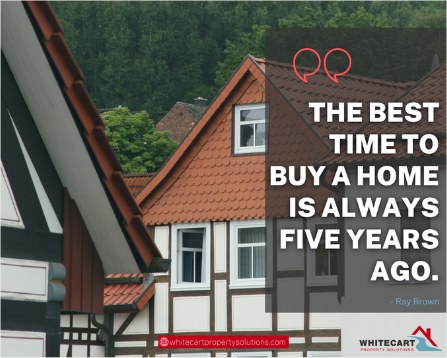 THE BEST
TIME TO
BUY A HOME
IS ALWAYS
FIVE YEARS
AGO.
- Ray Brown
whitecartpropertysolutions.com
WHITECART
PROPERTY SOLUTIONS